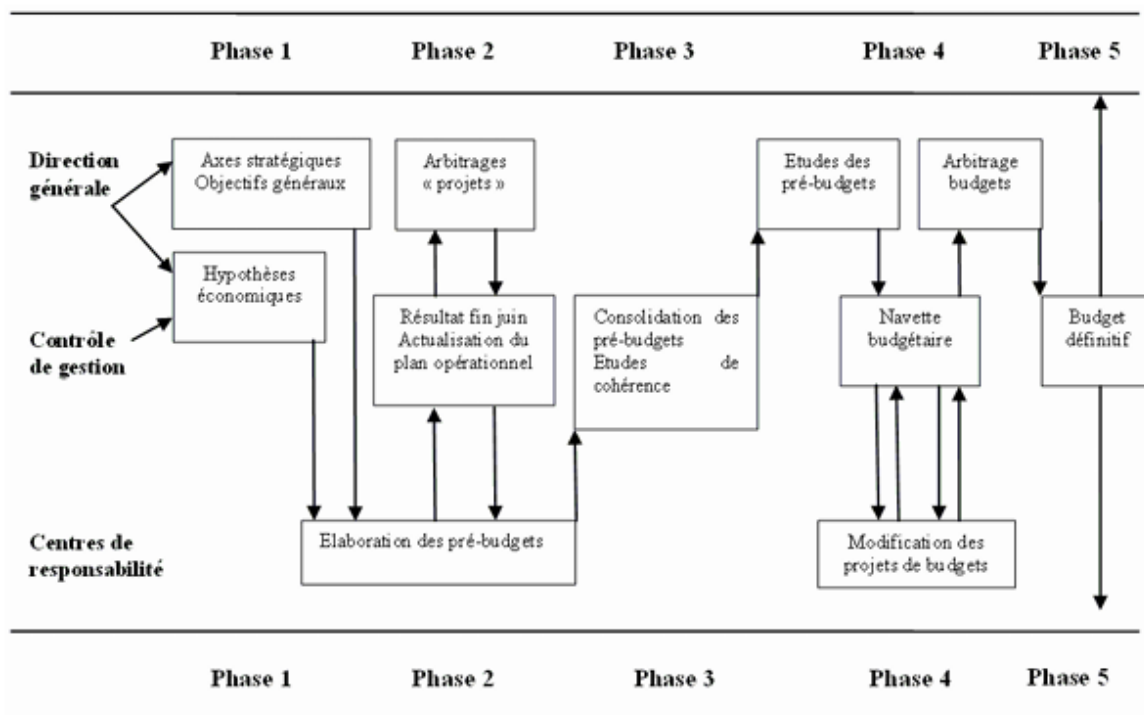 Phase 1 Phase 2 Phase 3 Phase 4 Phase 5
Direction
générale
Axes stratégiques
Objectifs généraux
Arbitrages
« projets »
Etudes des
pré-budgets
Arbitrage
budgets
Hypothèses
économiques
Contrôle
de gestion
Résultat fin juin
Actualisation du
plan opérationnel
Consolidation des
pré-budgets
Etudes de
cohérence
Navette
budgétaire
Budget
définitif
Centres de
responsabilité
Elaboration des pré-budgets
Modification des
projets de budgets
Phase 1 Phase 2 Phase 3 Phase 4 Phase 5